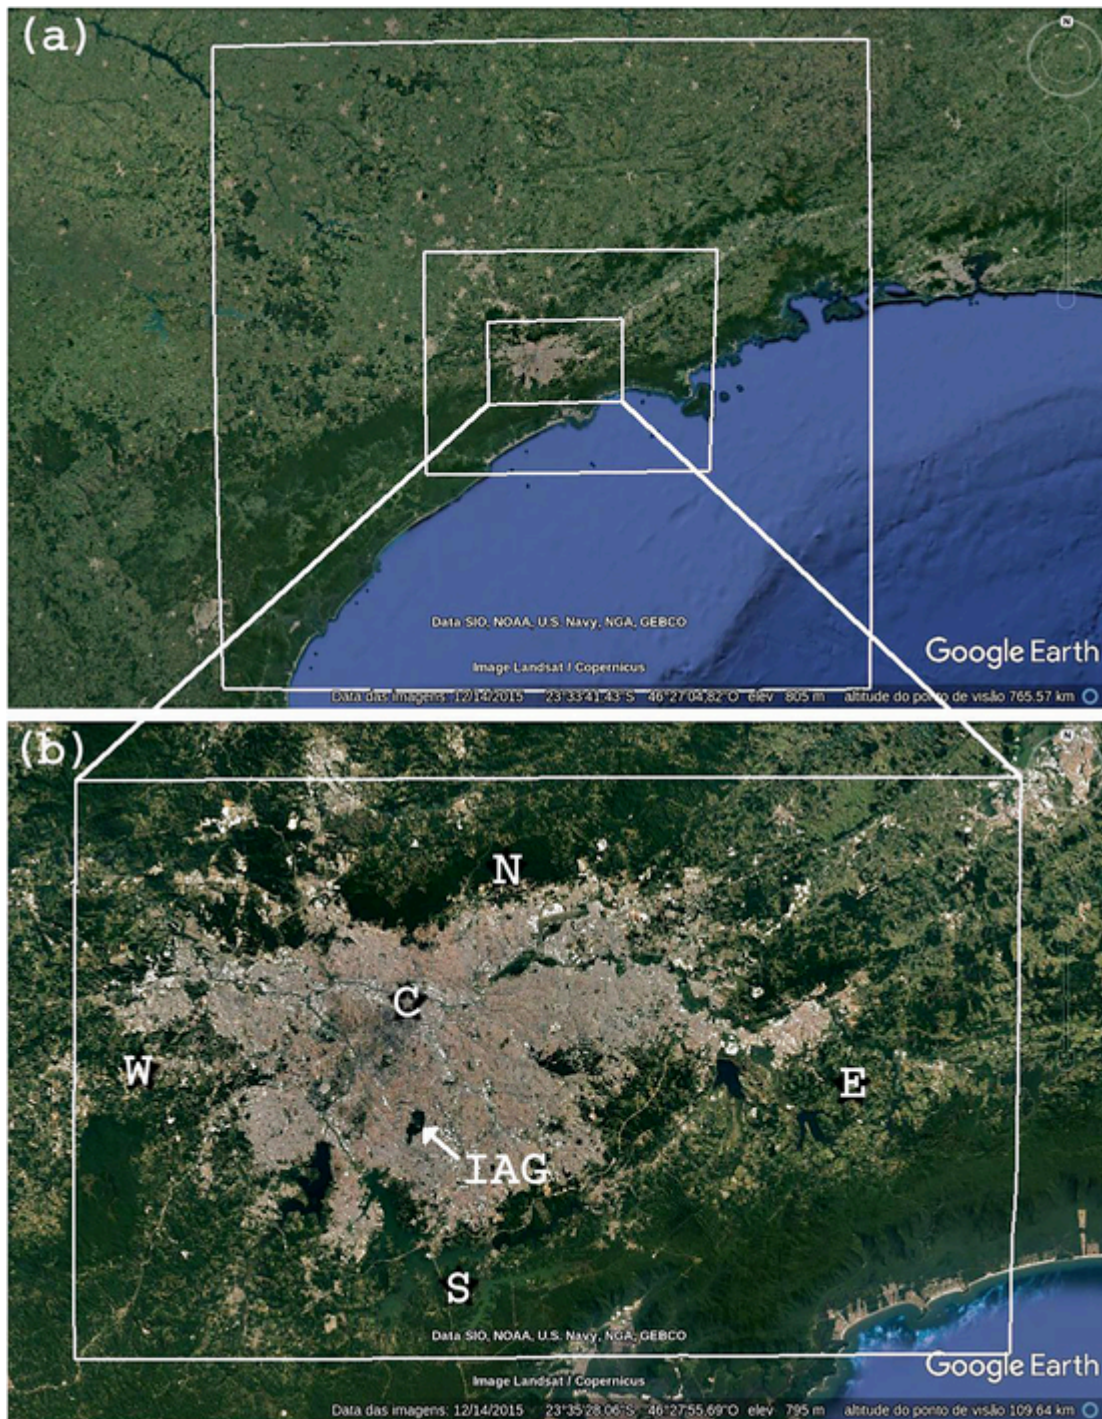 (a)
N
Data SIO, NOAA, U.S. Navy, NGA, GEBCO
Google Earth
Image Landsat / Copernicus
Data das imagens: 12/14/2015 23°33'41.43"S 46°27'04.82"O elev 805 m altitude do ponto de visão 765.57 km
(b)
N
N
C
W
E
IAG
S
Data SIO, NOAA, U.S. Navy, NGA, GEBCO
Google Earth
Image Landsat / Copernicus
Data das imagens: 12/14/2015 23°35'28.06"S 46°27'55.69"O elev 795 m altitude do ponto de visão 109.64 km